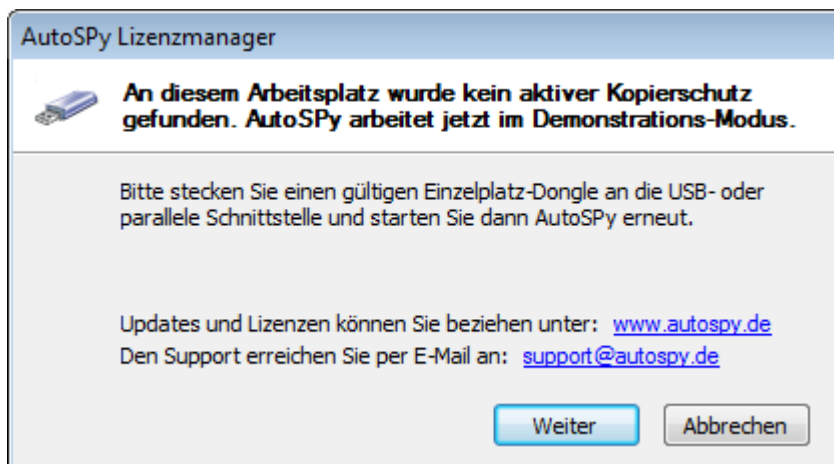 AutoSPy Lizenzmanager
An diesem Arbeitsplatz wurde kein aktiver Kopierschutz
gefunden. AutoSPy arbeitet jetzt im Demonstrations-Modus.
Bitte stecken Sie einen gültigen Einzelplatz-Dongle an die USB- oder
parallele Schnittstelle und starten Sie dann AutoSPy erneut.
Updates und Lizenzen können Sie beziehen unter: www.autospy.de
Den Support erreichen Sie per E-Mail an: support@autospy.de
Weiter Abbrechen